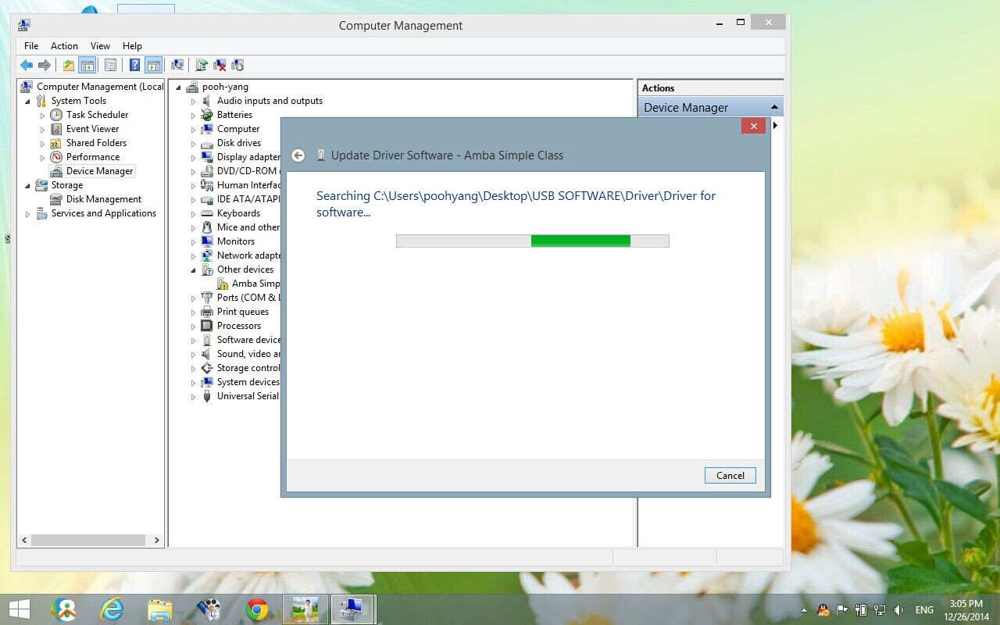 Computer Management
File Action View Help
Computer Management (Local
System Tools
Task Scheduler
Event Viewer
Shared Folders
Performance
Device Manager
Storage
Disk Management
Services and Applications
pooh-yang
Audio inputs and outputs
Batteries
Computer
Disk drives
Display adapter
DVD/CD-ROM
Human Interfac
IDE ATA/ATAPI
Keyboards
Mice and other
Monitors
Network adapte
Other devices
Amba Simp
Ports (COM & L
Print queues
Processors
Software device
Sound, video ar
Storage control
System devices
Universal Serial
Actions
Device Manager
Update Driver Software - Amba Simple Class
Searching C:\Users\poohyang\Desktop\USB SOFTWARE\Driver\Driver for
software...
Cancel
S
ENG
3:05 PM
12/26/2014